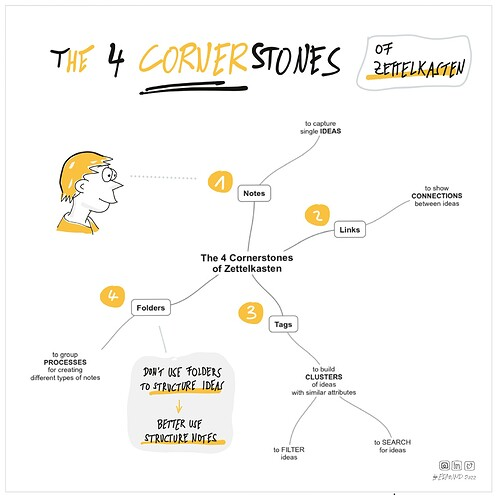 THE 4 CORNERSTONES
OF
ZETTELKASTEN
to capture
single IDEAS
1
Notes
to show
CONNECTIONS
between ideas
2
Links
The 4 Cornerstones
of Zettelkasten
4
Folders
3
Tags
to group
PROCESSES
for creating
different types of notes
DON'T USE FOLDERS
TO STRUCTURE IDEAS
BETTER USE
STRUCTURE NOTES
to build
CLUSTERS
of ideas
with similar attributes
to FILTER
ideas
to SEARCH
for ideas